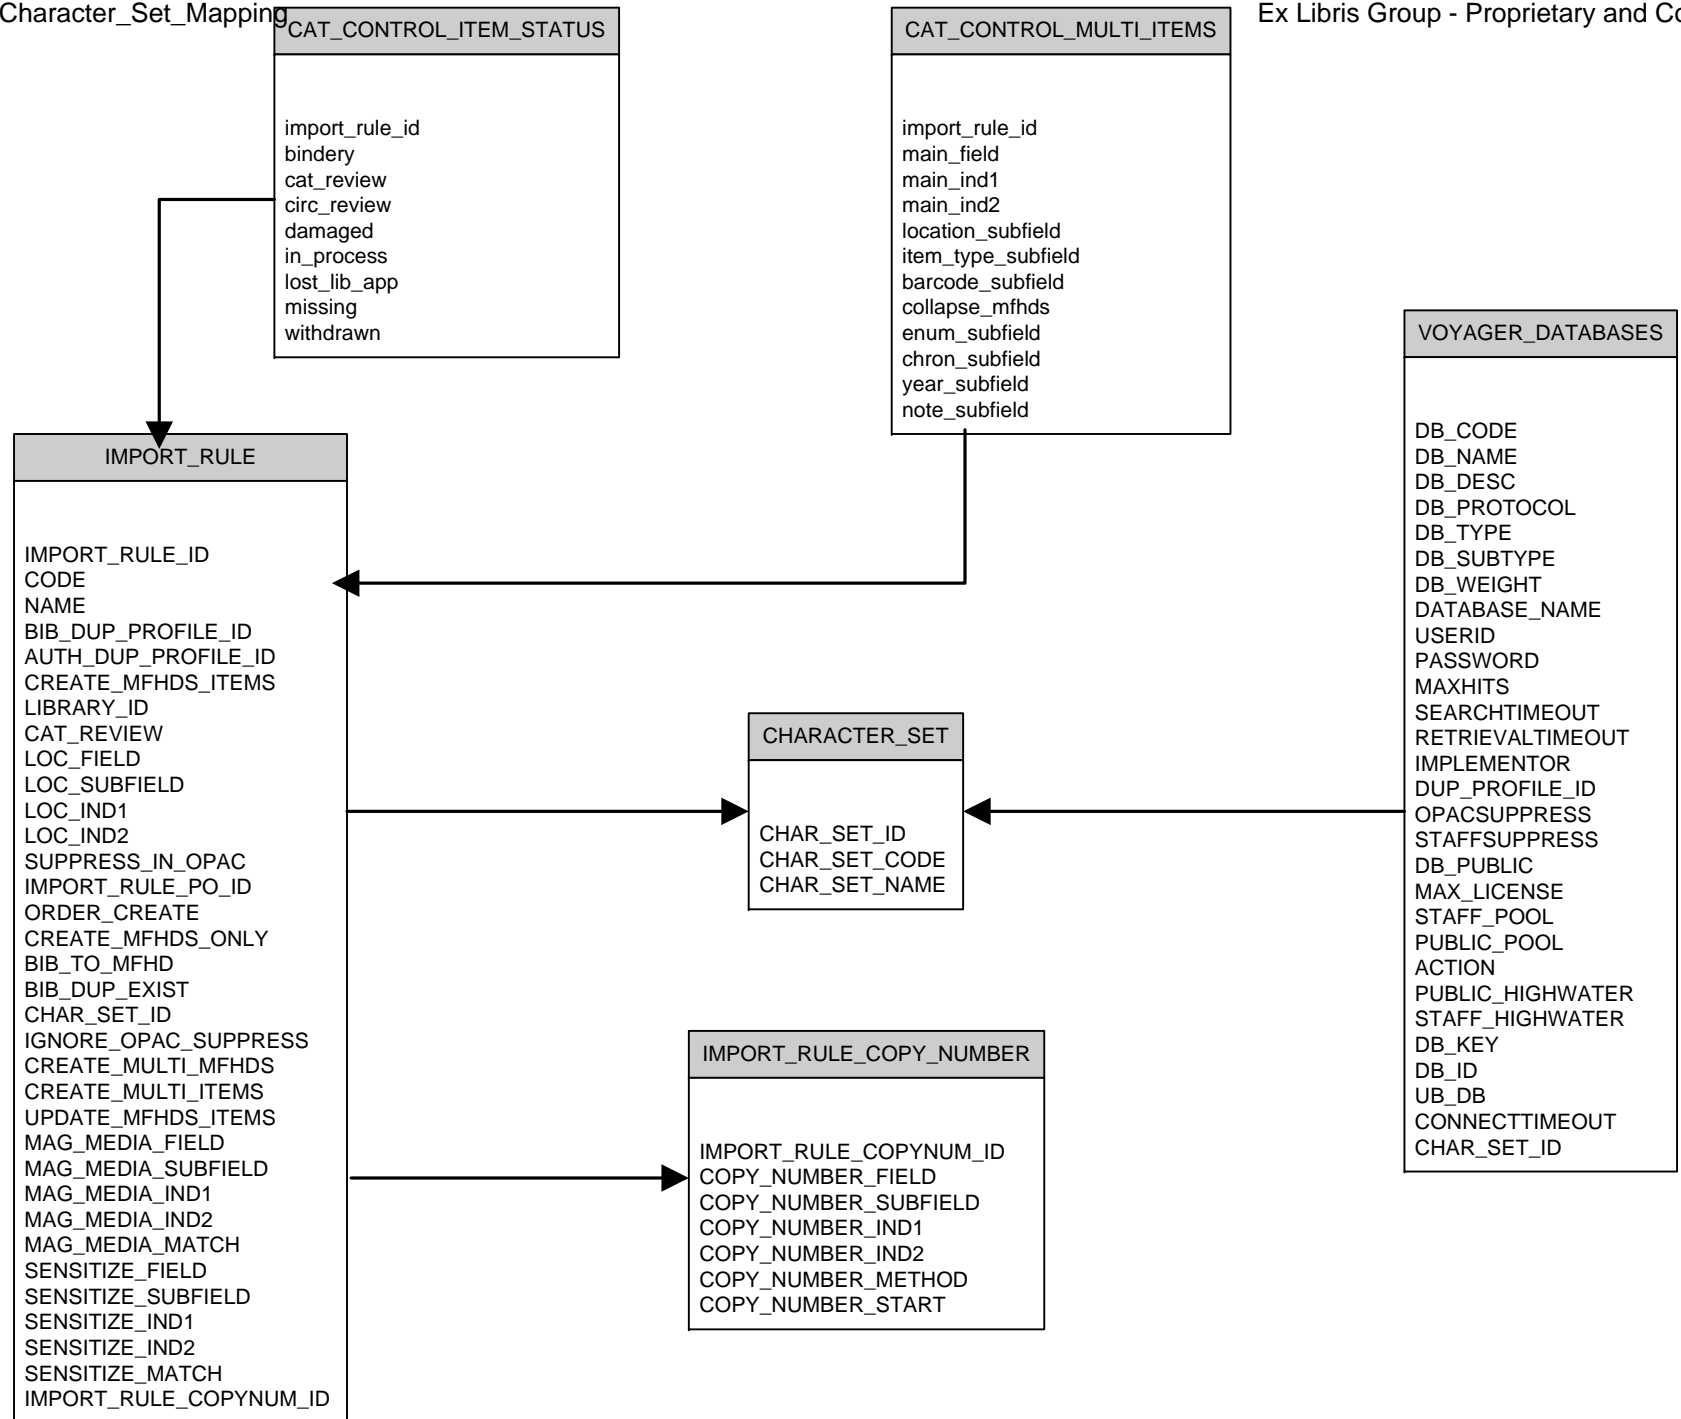 Character_Set_Mapping
Ex Libris Group - Proprietary and Co
CAT_CONTROL_ITEM_STATUS
import_rule_id
bindery
cat_review
circ_review
damaged
in_process
lost_lib_app
missing
withdrawn
CAT_CONTROL_MULTI_ITEMS
import_rule_id
main_field
main_ind1
main_ind2
location_subfield
item_type_subfield
barcode_subfield
collapse_mfhds
enum_subfield
chron_subfield
year_subfield
note_subfield
VOYAGER_DATABASES
DB_CODE
DB_NAME
DB_DESC
DB_PROTOCOL
DB_TYPE
DB_SUBTYPE
DB_WEIGHT
DATABASE_NAME
USERID
PASSWORD
MAXHITS
SEARCHTIMEOUT
RETRIEVALTIMEOUT
IMPLEMENTOR
DUP_PROFILE_ID
OPACSUPPRESS
STAFFSUPPRESS
DB_PUBLIC
MAX_LICENSE
STAFF_POOL
PUBLIC_POOL
ACTION
PUBLIC_HIGHWATER
STAFF_HIGHWATER
DB_KEY
DB_ID
UB_DB
CONNECTTIMEOUT
CHAR_SET_ID
IMPORT_RULE
IMPORT_RULE_ID
CODE
NAME
BIB_DUP_PROFILE_ID
AUTH_DUP_PROFILE_ID
CREATE_MFHDS_ITEMS
LIBRARY_ID
CAT_REVIEW
LOC_FIELD
LOC_SUBFIELD
LOC_IND1
LOC_IND2
SUPPRESS_IN_OPAC
IMPORT_RULE_PO_ID
ORDER_CREATE
CREATE_MFHDS_ONLY
BIB_TO_MFHD
BIB_DUP_EXIST
CHAR_SET_ID
IGNORE_OPAC_SUPPRESS
CREATE_MULTI_MFHDS
CREATE_MULTI_ITEMS
UPDATE_MFHDS_ITEMS
MAG_MEDIA_FIELD
MAG_MEDIA_SUBFIELD
MAG_MEDIA_IND1
MAG_MEDIA_IND2
MAG_MEDIA_MATCH
SENSITIZE_FIELD
SENSITIZE_SUBFIELD
SENSITIZE_IND1
SENSITIZE_IND2
SENSITIZE_MATCH
IMPORT_RULE_COPYNUM_ID
CHARACTER_SET
CHAR_SET_ID
CHAR_SET_CODE
CHAR_SET_NAME
IMPORT_RULE_COPY_NUMBER
IMPORT_RULE_COPYNUM_ID
COPY_NUMBER_FIELD
COPY_NUMBER_SUBFIELD
COPY_NUMBER_IND1
COPY_NUMBER_IND2
COPY_NUMBER_METHOD
COPY_NUMBER_START